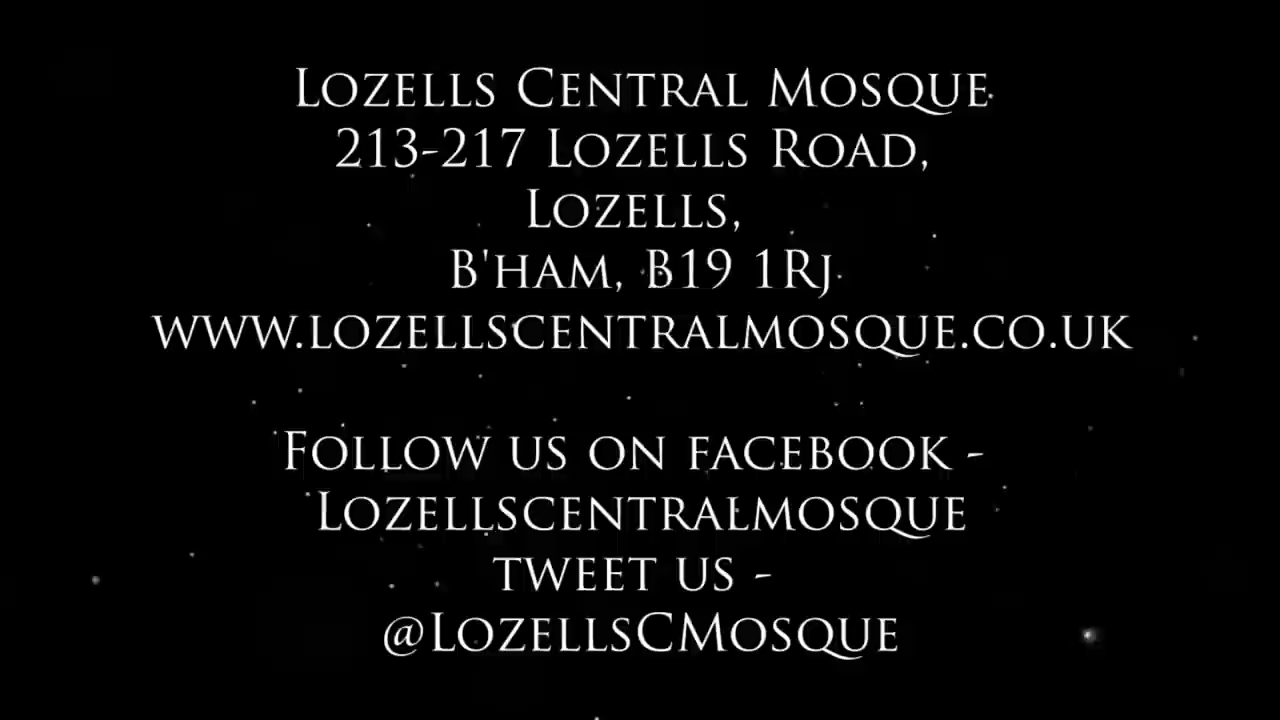 Lozells Central Mosque
213-217 Lozells Road,
Lozells,
B'ham, B19 1Rj
www.lozellscentralmosque.co.uk
Follow us on facebook -
Lozellscentralmosque
tweet us -
@LozellsCMosque